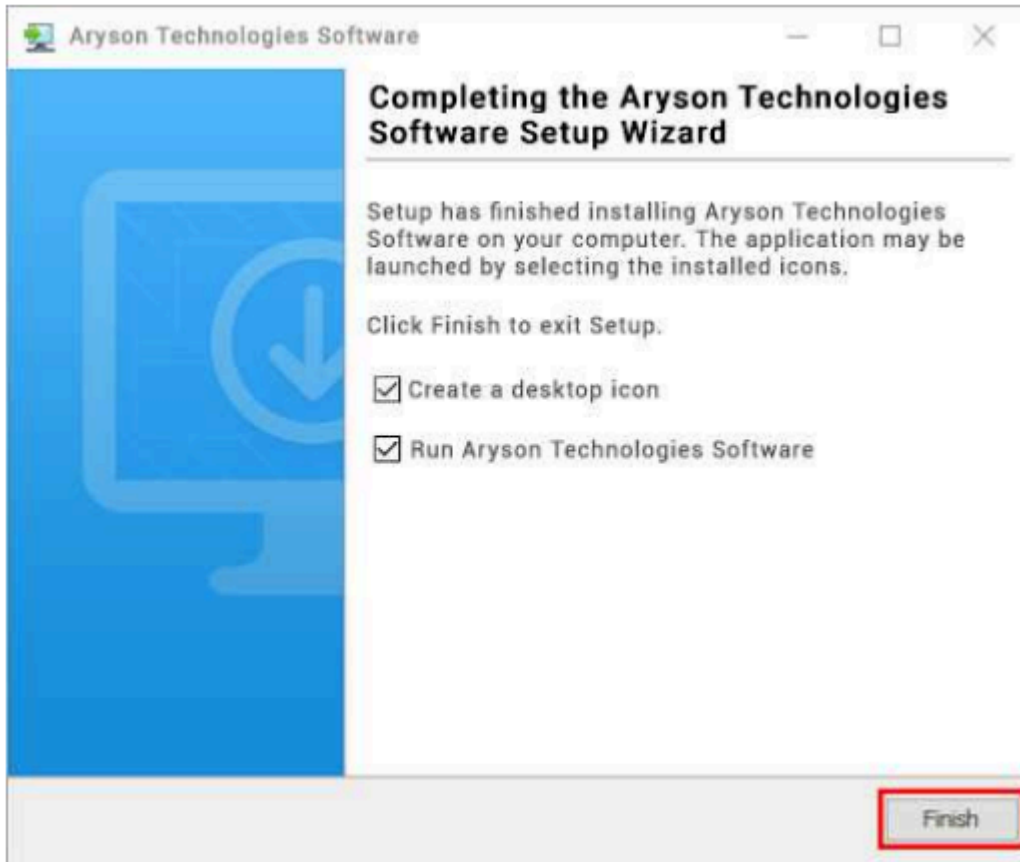 Aryson Technologies Software
Completing the Aryson Technologies
Software Setup Wizard
Setup has finished installing Aryson Technologies
Software on your computer. The application may be
launched by selecting the installed icons.
Click Finish to exit Setup.
Create a desktop icon
Run Aryson Technologies Software
Finish